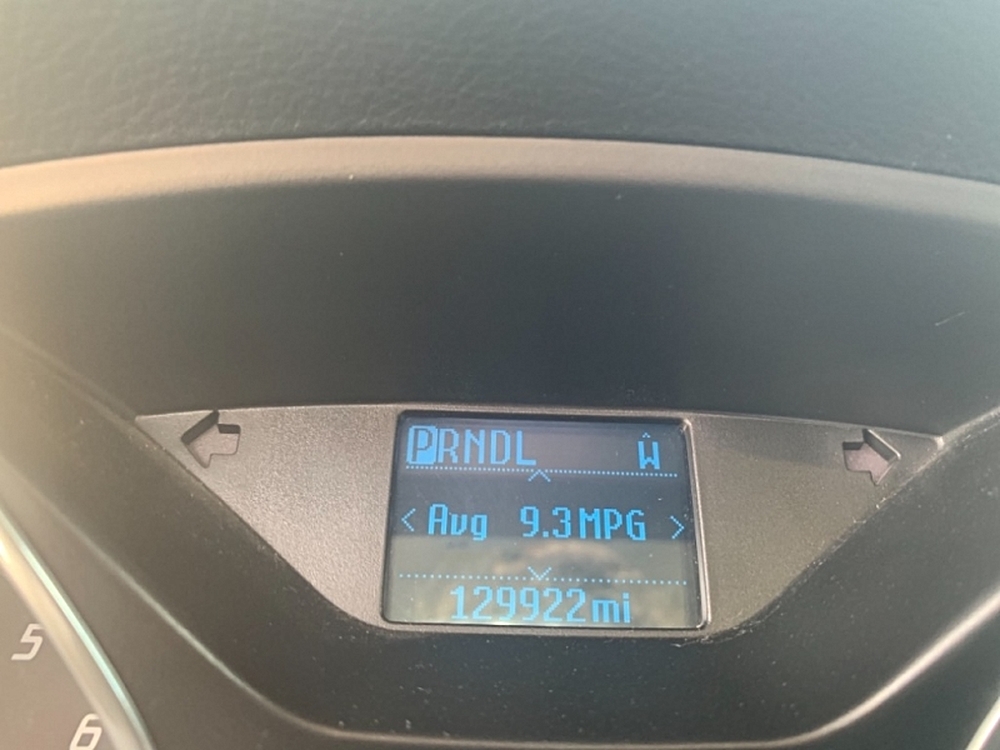 PRNDL W
< Avg 9.3MPG >
129922mi
5
6